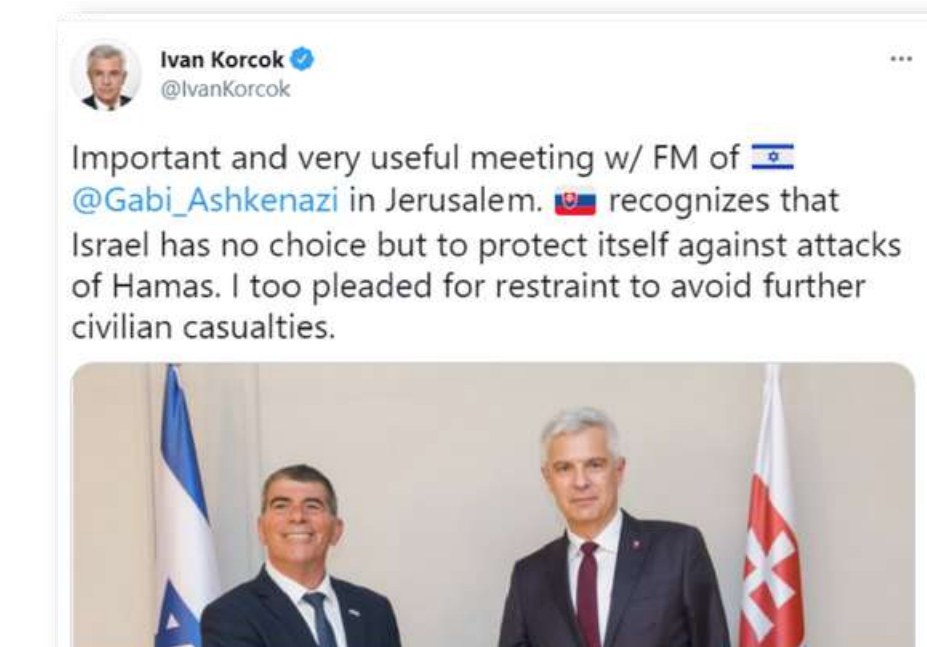 Ivan Korcok
@IvanKorcok
Important and very useful meeting w/ FM of 🇮🇱
@Gabi_Ashkenazi in Jerusalem. 🇸🇰 recognizes that
Israel has no choice but to protect itself against attacks
of Hamas. I too pleaded for restraint to avoid further
civilian casualties.